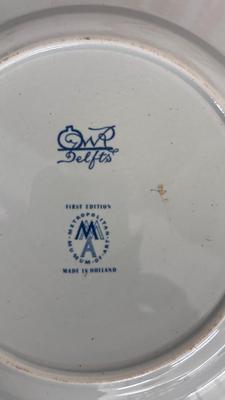 Delfts
FIRST EDITION
METROPOLITAN·MUSEUM·OF·ART
MMA
MADE IN HOLLAND